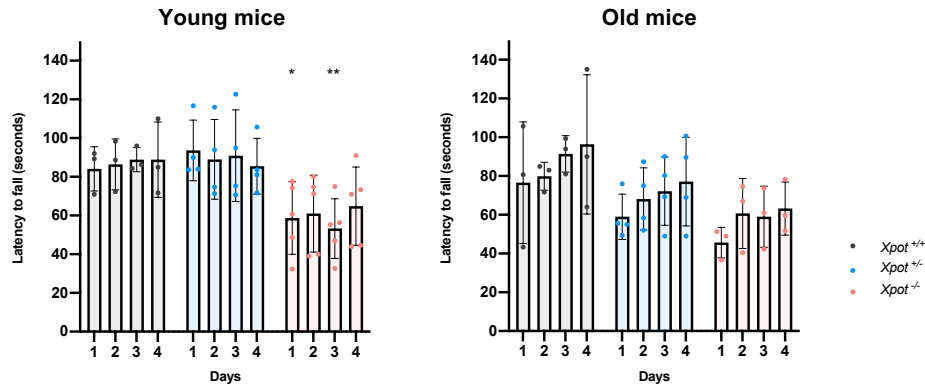 Young mice
Latency to fall (seconds)
140
120
100
80
60
40
20
0
*
**
1 2 3 4 1 2 3 4 1 2 3 4
Days
Old mice
Latency to fall (seconds)
140
120
100
80
60
40
20
0
1 2 3 4 1 2 3 4 1 2 3 4
Days
Xpot +/+
Xpot +/-
Xpot -/-